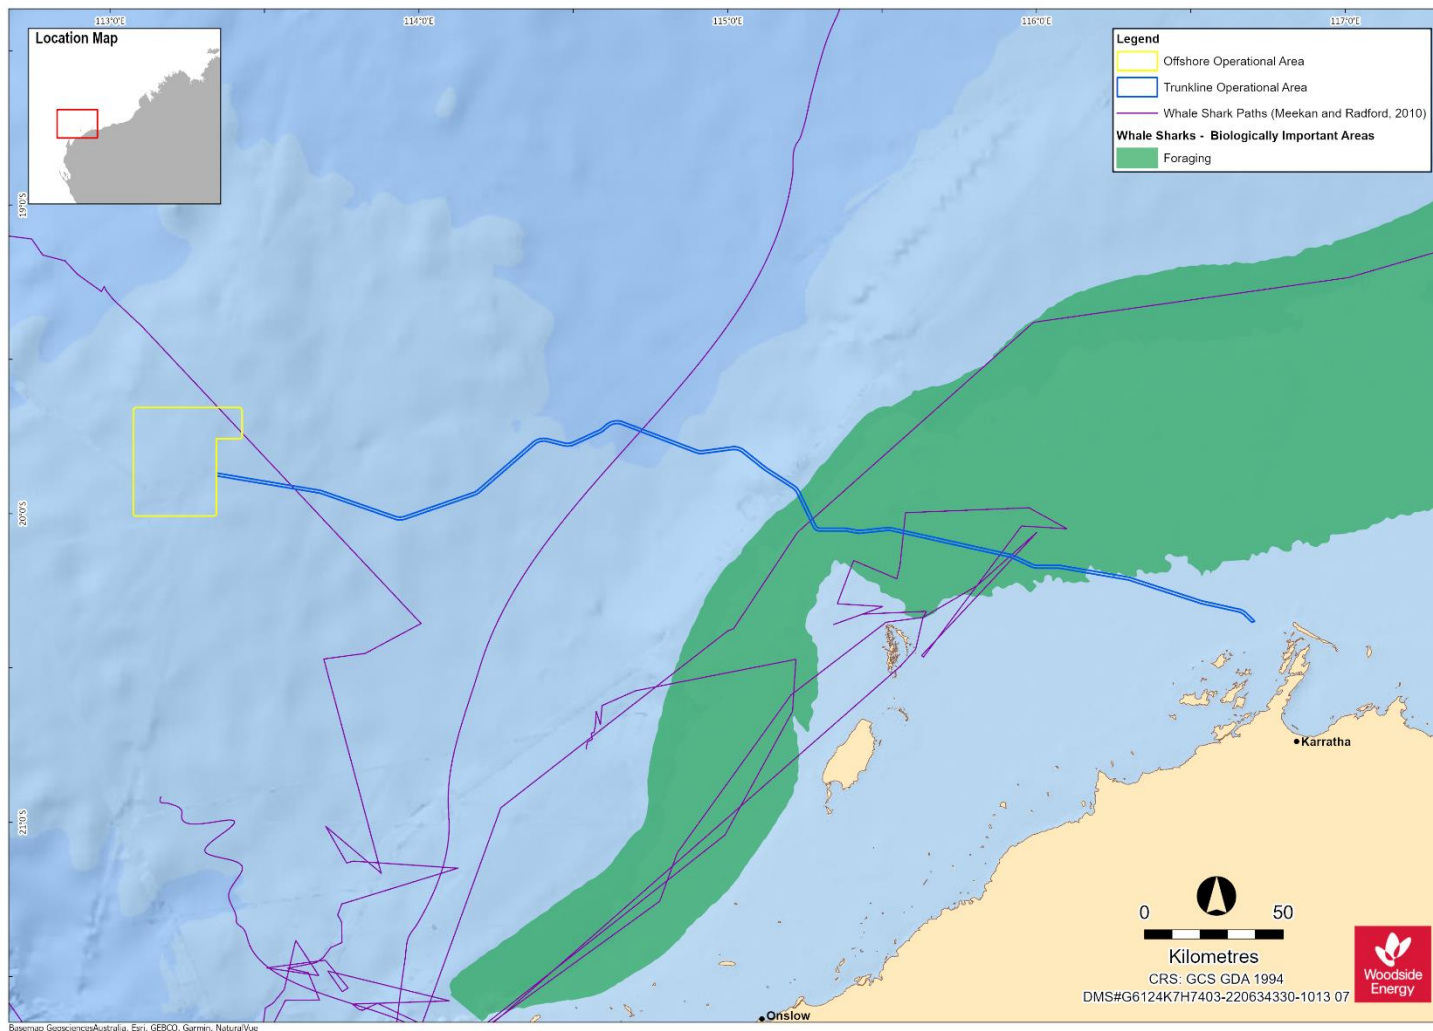 113°0'E
114°0'E
115°0'E
116°0'E
117°0'E
Location Map
Legend
Offshore Operational Area
Trunkline Operational Area
Whale Shark Paths (Meekan and Radford, 2010)
Whale Sharks - Biologically Important Areas
Foraging
19°0'S
20°0'S
21°0'S
Karratha
0 50
Kilometres
CRS: GCS GDA 1994
DMS#G6124K7H7403-220634330-1013 07
Woodside
Energy
Onslow
Basemap GeosciencesAustralia, Esri, GEBCO, Garmin, NaturalVue